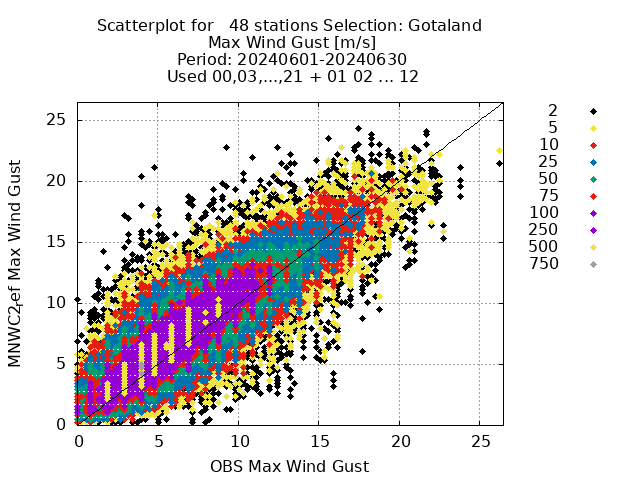 Scatterplot for   48 stations Selection: Gotaland
Max Wind Gust [m/s]
Period: 20240601-20240630
Used 00,03,...,21 + 01 02 ... 12
MNWC2ref Max Wind Gust
25
20
15
10
5
0
0 5 10 15 20 25
OBS Max Wind Gust
2
5
10
25
50
75
100
250
500
750